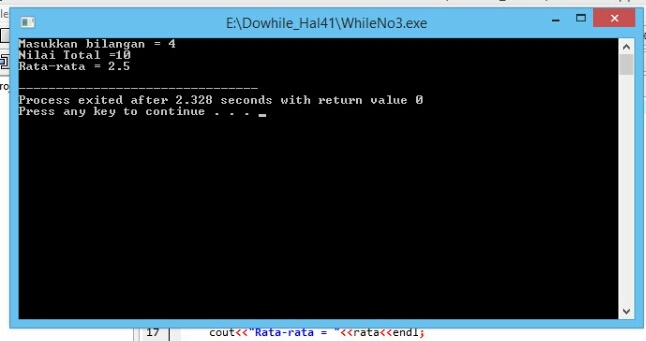 E:\Dowhile_Hal41\WhileNo3.exe
Masukkan bilangan = 4
Nilai Total =10
Rata-rata = 2.5
--------------------------------
Process exited after 2.328 seconds with return value 0
Press any key to continue . . . _
17 cout<<"Rata-rata = "<<rata<<endl;